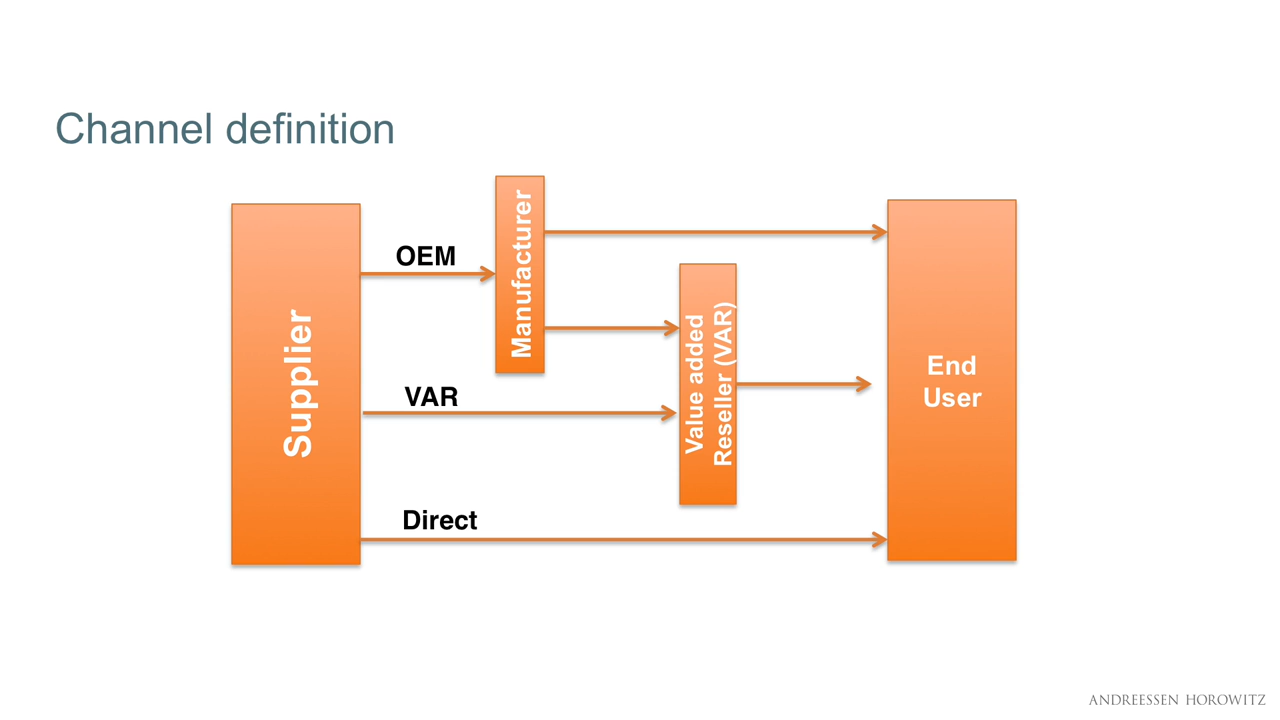 Channel definition
Supplier
OEM
Manufacturer
VAR
Value added
Reseller (VAR)
Direct
End
User
ANDREESSEN HOROWITZ